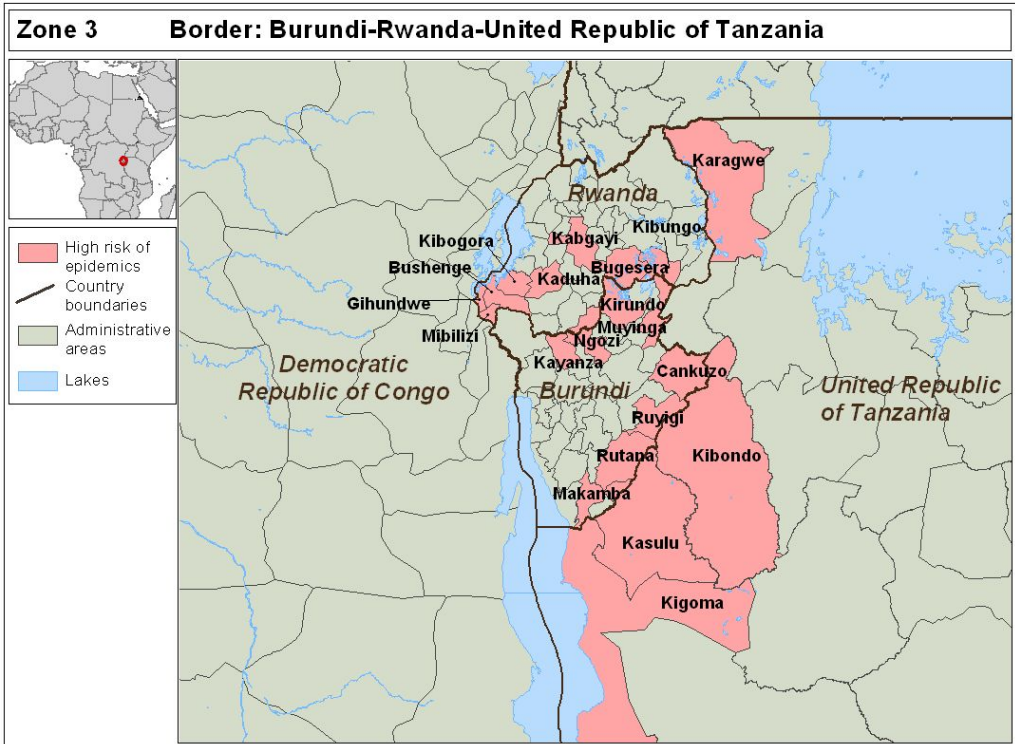 Zone 3 Border: Burundi-Rwanda-United Republic of Tanzania
High risk of
epidemics
Country
boundaries
Administrative
areas
Lakes
Karagwe
Rwanda
Kibungo
Kibogora
Kabgayi
Bushenge
Bugesera
Kaduha
Gihundwe
Kirundo
Mibilizi
Muyinga
Ngozi
Kayanza
Cankuzo
Democratic
Republic of Congo
Burundi
United Republic
of Tanzania
Ruyigi
Rutana
Kibondo
Makamba
Kasulu
Kigoma